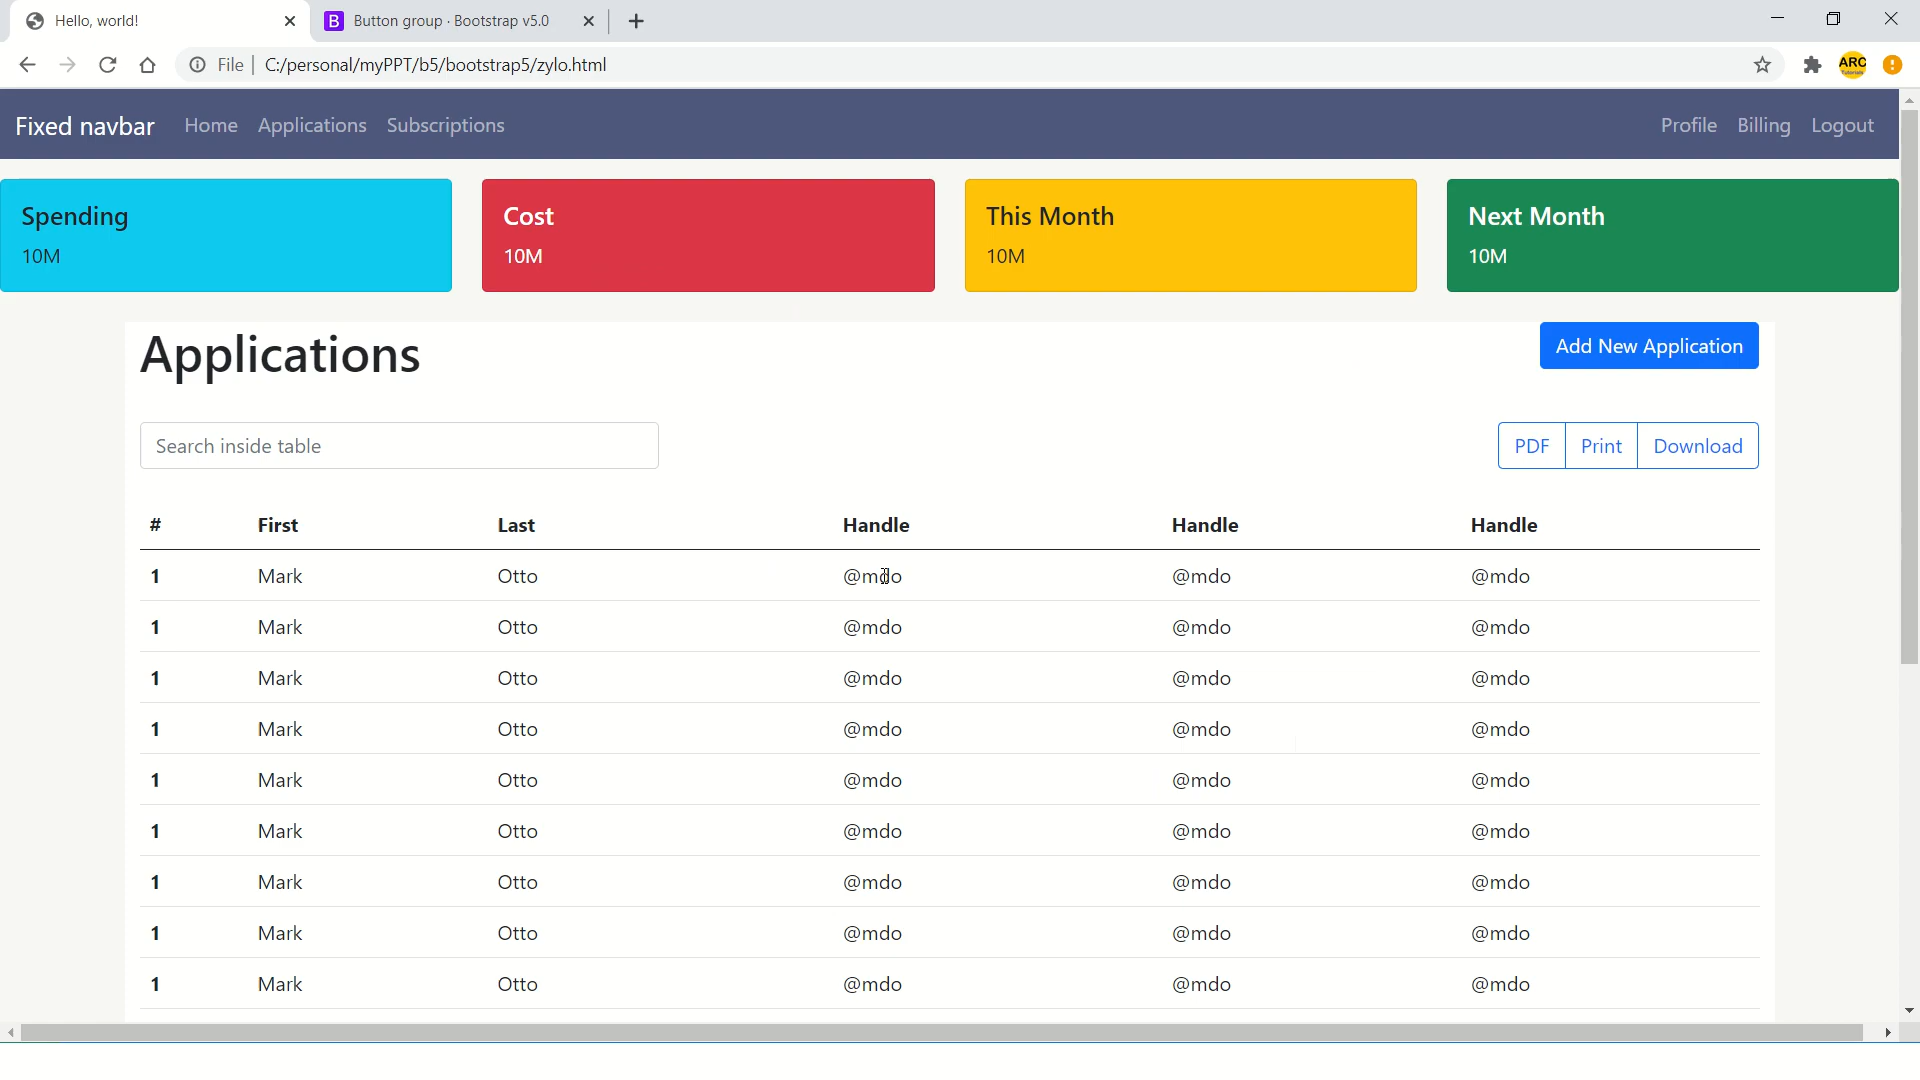 Hello, world!
Button group · Bootstrap v5.0
File | C:/personal/myPPT/b5/bootstrap5/zylo.html
ARC
Tutorials
Fixed navbar Home Applications Subscriptions Profile Billing Logout
Spending Cost This Month Next Month
10M 10M 10M 10M
Applications Add New Application
Search inside table PDF Print Download
# First Last Handle Handle Handle
1 Mark Otto @mdo @mdo @mdo
1 Mark Otto @mdo @mdo @mdo
1 Mark Otto @mdo @mdo @mdo
1 Mark Otto @mdo @mdo @mdo
1 Mark Otto @mdo @mdo @mdo
1 Mark Otto @mdo @mdo @mdo
1 Mark Otto @mdo @mdo @mdo
1 Mark Otto @mdo @mdo @mdo
1 Mark Otto @mdo @mdo @mdo